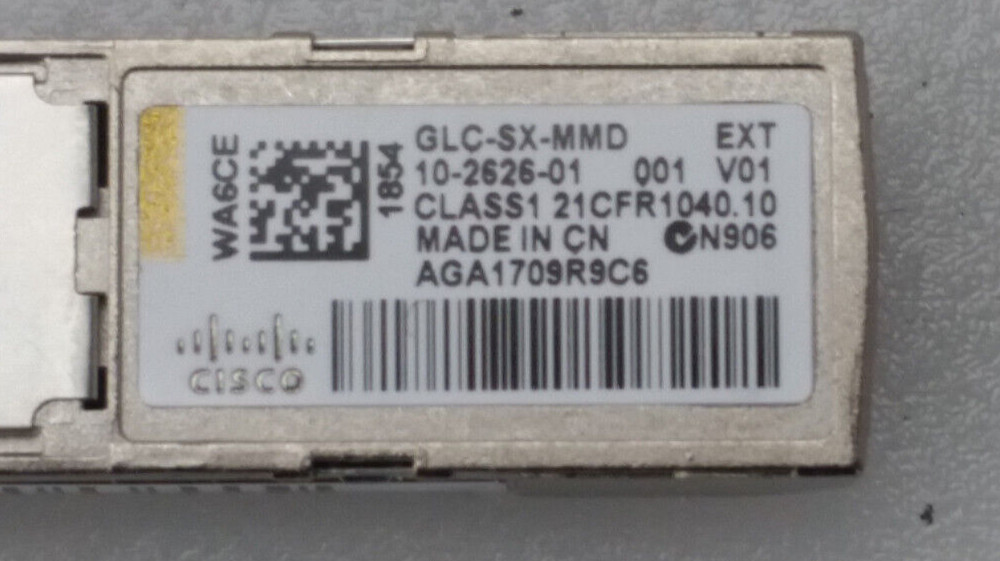 WA6CE
1854
GLC-SX-MMD EXT
10-2626-01 001 V01
CLASS1 21CFR1040.10
MADE IN CN N906
AGA1709R9C6
CISCO